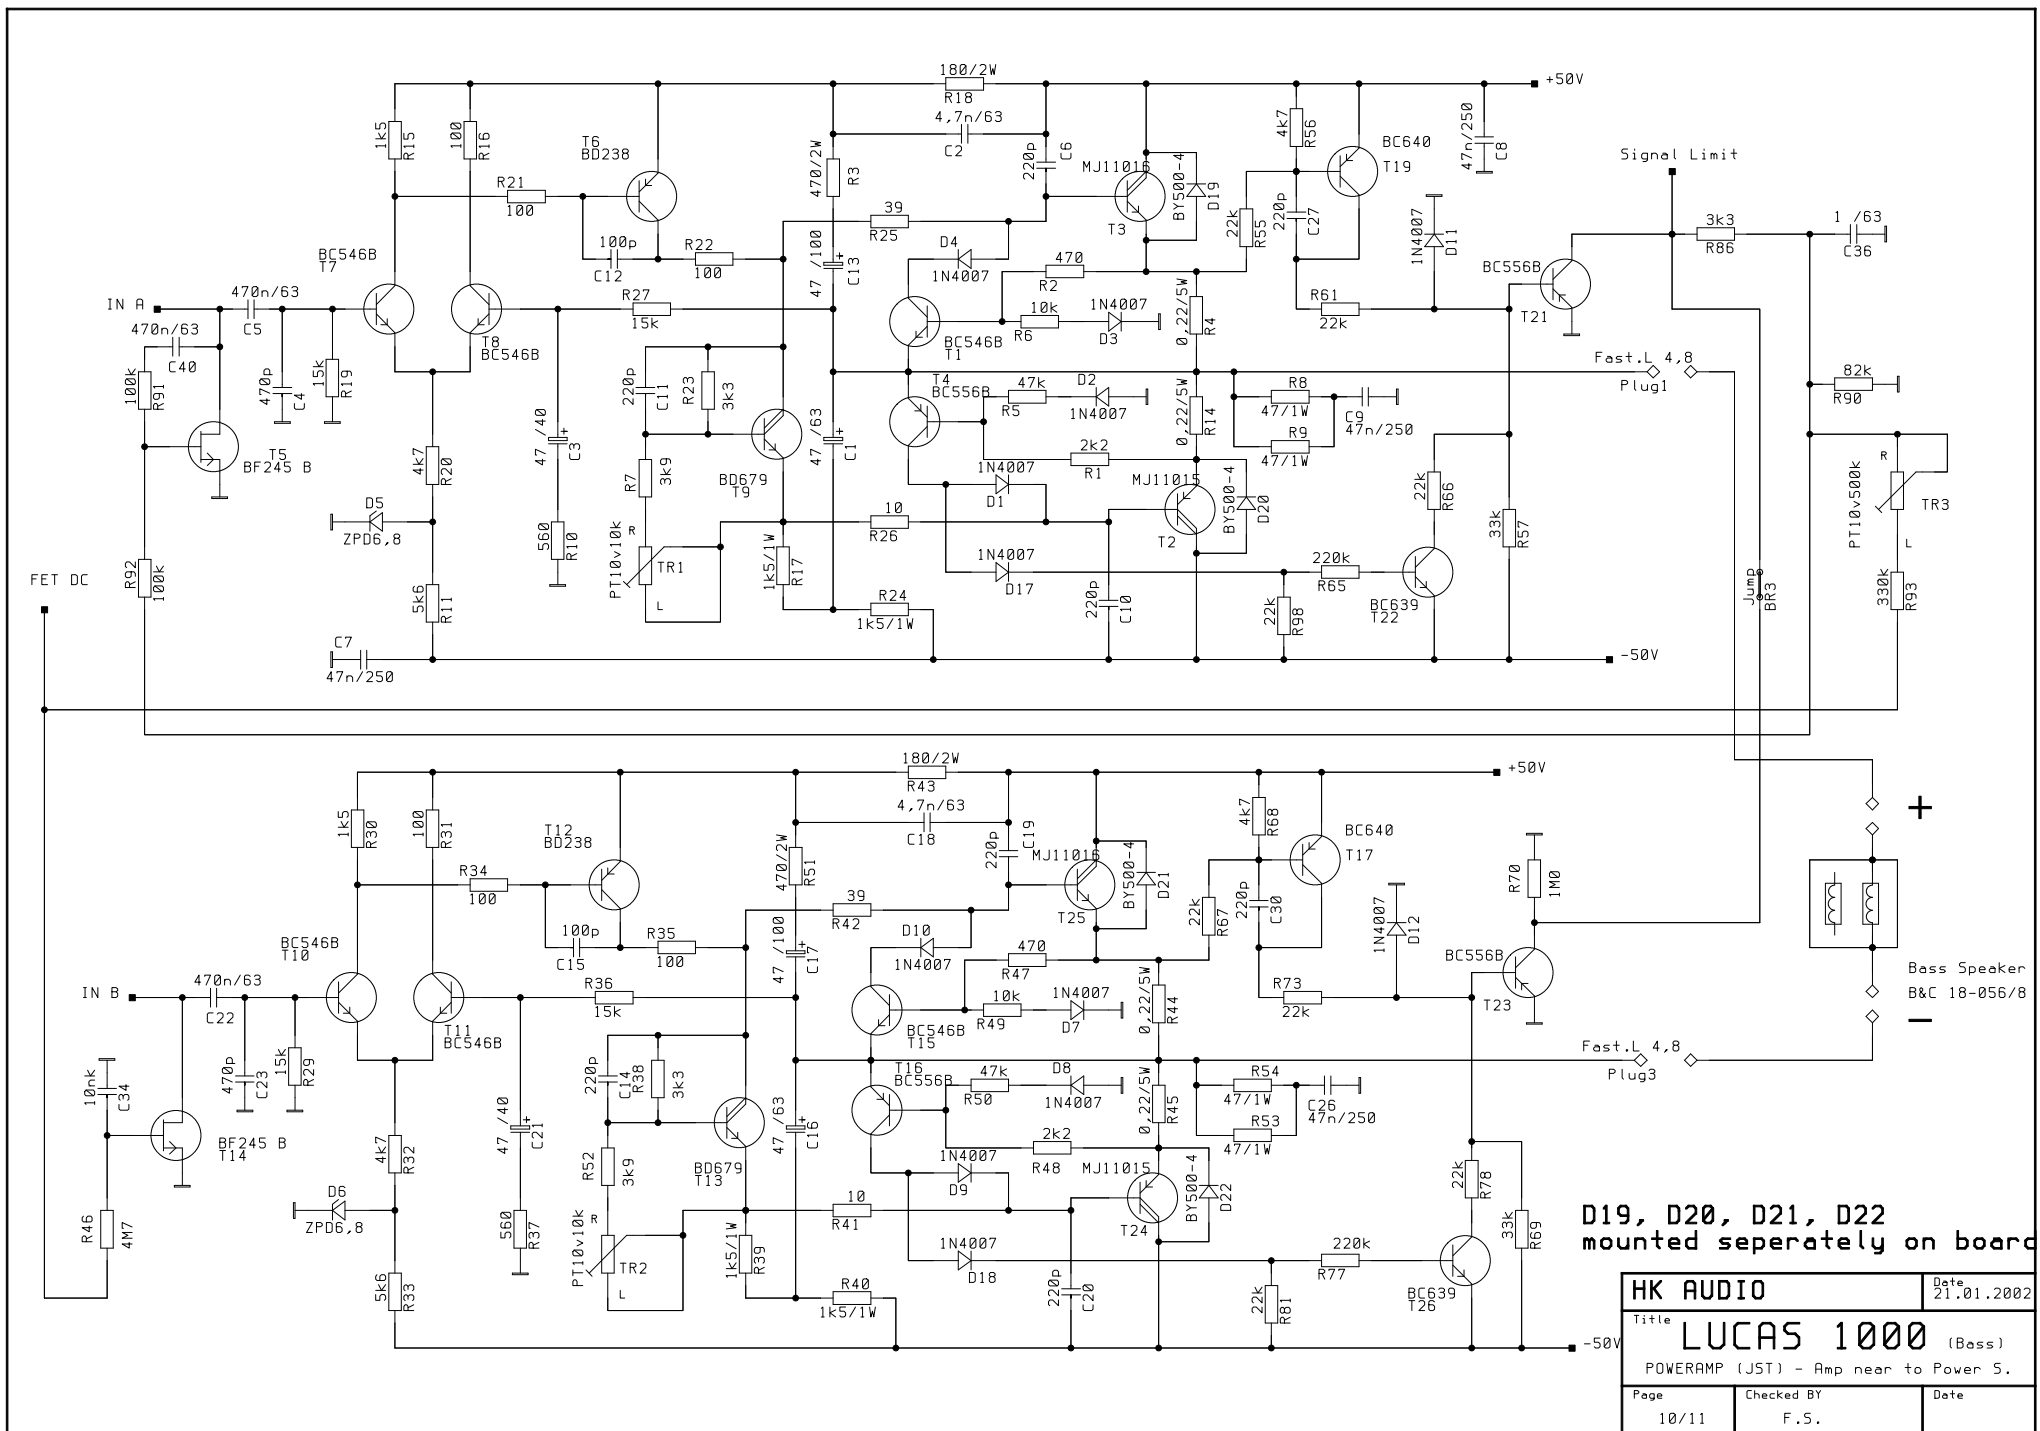 180/2W
R18
+50V
4,7n/63
C2
1k5
R15
100
R16
T6
BD238
470/2W
R3
220p
C6
MJ11016
T3
BY500-4
D19
4k7
R56
BC640
T19
47n/250
C8
Signal Limit
R21
100
39
R25
22k
R55
220p
C27
1N4007
D11
3k3
R86
1 /63
C36
100p
C12
R22
100
D4
1N4007
470
R2
BC546B
T7
47 /100
C13
BC556B
T21
IN A
470n/63
C5
470n/63
C40
R27
15k
10k
R6
1N4007
D3
0,22/5W
R4
R61
22k
T8
BC546B
BC546B
T1
100k
R91
470p
C4
15k
R19
220p
C11
R23
3k3
T4
BC556B
47k
R5
D2
1N4007
0,22/5W
R14
R8
47/1W
R9
47/1W
C9
47n/250
Fast.L 4,8
Plug1
82k
R90
T5
BF245 B
47 /40
C3
47 /63
C1
4k7
R20
R7
3k9
BD679
T9
2k2
R1
1N4007
D1
MJ11015
T2
BY500-4
D20
22k
R66
33k
R57
R
PT10v500k
TR3
L
D5
ZPD6,8
560
R10
R
PT10v10k
TR1
L
10
R26
1k5/1W
R17
1N4007
D17
220k
R65
BC639
T22
Jump
BR3
330k
R93
FET DC
R92
100k
5k6
R11
R24
1k5/1W
220p
C10
22k
R98
C7
47n/250
-50V
180/2W
R43
+50V
4,7n/63
C18
1k5
R30
100
R31
T12
BD238
470/2W
R51
220p
C19
MJ11016
T25
BY500-4
D21
4k7
R68
BC640
T17
R70
1M0
+
R34
100
39
R42
22k
R67
220p
C30
1N4007
D12
100p
C15
R35
100
D10
1N4007
470
R47
BC546B
T10
47 /100
C17
BC556B
T23
Bass Speaker
B&C 18-056/8
–
IN B
470n/63
C22
R36
15k
10k
R49
1N4007
D7
0,22/5W
R44
R73
22k
T11
BC546B
BC546B
T15
10nk
C34
470p
C23
15k
R29
220p
C14
R38
3k3
T16
BC556B
47k
R50
D8
1N4007
0,22/5W
R45
R54
47/1W
R53
47/1W
C26
47n/250
Fast.L 4,8
Plug3
BF245 B
T14
47 /40
C21
47 /63
C16
4k7
R32
R52
3k9
BD679
T13
2k2
R48
1N4007
D9
MJ11015
T24
BY500-4
D22
22k
R78
33k
R69
R46
4M7
D6
ZPD6,8
560
R37
R
PT10v10k
TR2
L
10
R41
1k5/1W
R39
1N4007
D18
220k
R77
BC639
T26
5k6
R33
R40
1k5/1W
220p
C20
22k
R81
-50V
D19, D20, D21, D22
mounted seperately on board
HK AUDIO
Date
21.01.2002
Title
LUCAS 1000 (Bass)
POWERAMP (JST) - Amp near to Power S.
Page
10/11
Checked BY
F.S.
Date